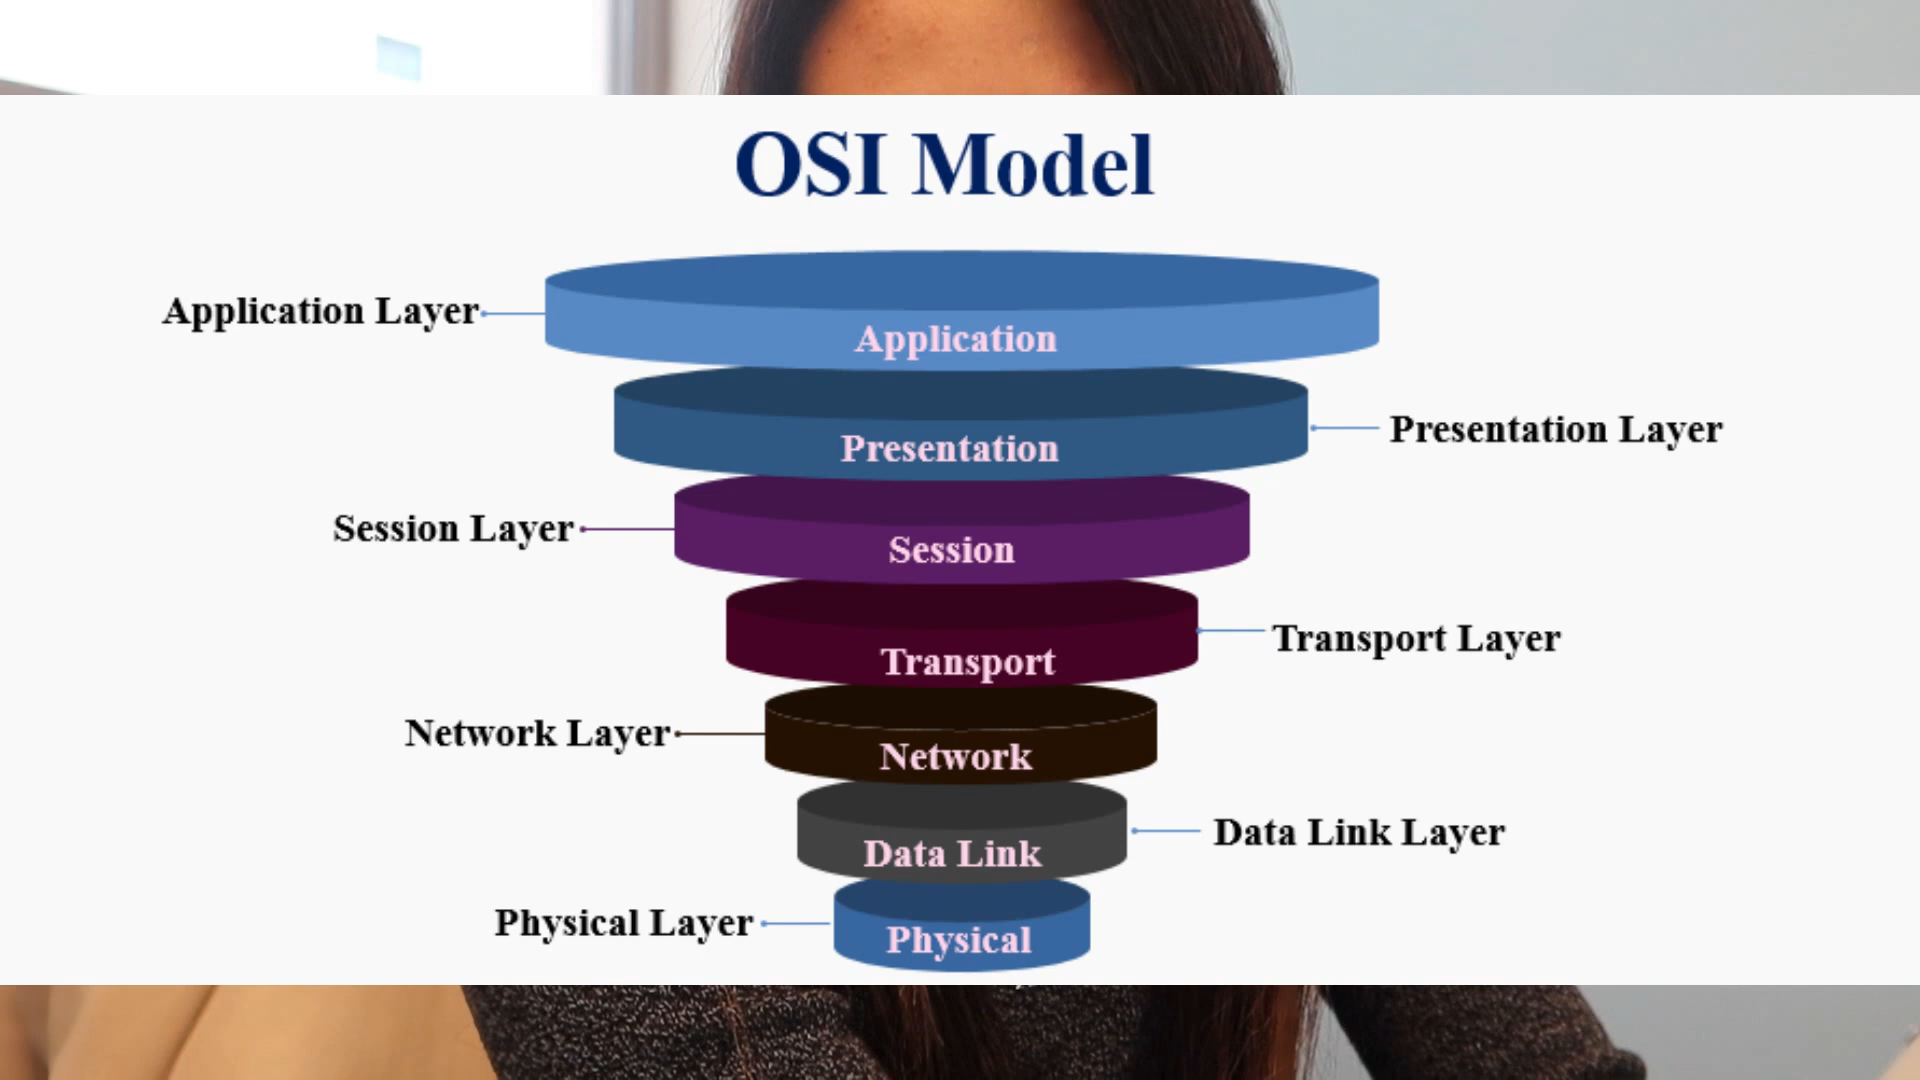 OSI Model
Application Layer
Application
Presentation
Presentation Layer
Session Layer
Session
Transport
Transport Layer
Network Layer
Network
Data Link
Data Link Layer
Physical Layer
Physical